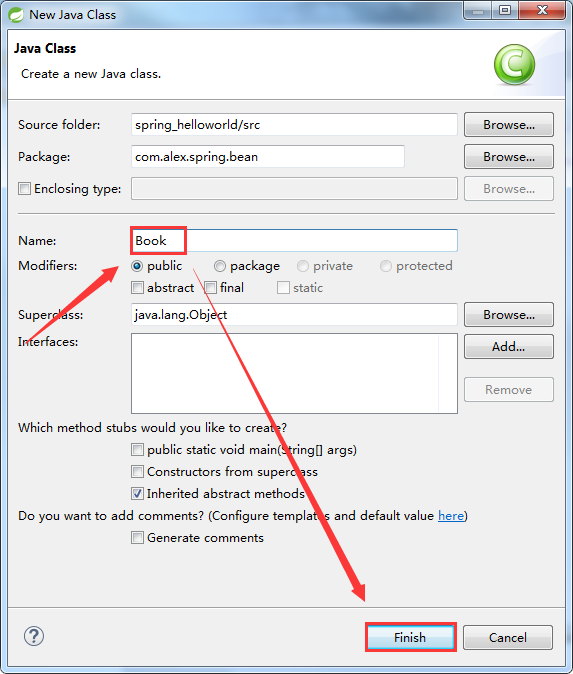 New Java Class
Java Class
Create a new Java class.
C
Source folder: spring_helloworld/src Browse...
Package: com.alex.spring.bean Browse...
Enclosing type: Browse...
Name: Book
Modifiers: public package private protected
abstract final static
Superclass: java.lang.Object Browse...
Interfaces: Add...
Remove
Which method stubs would you like to create?
public static void main(String[] args)
Constructors from superclass
Inherited abstract methods
Do you want to add comments? (Configure templates and default value here)
Generate comments
? Finish Cancel